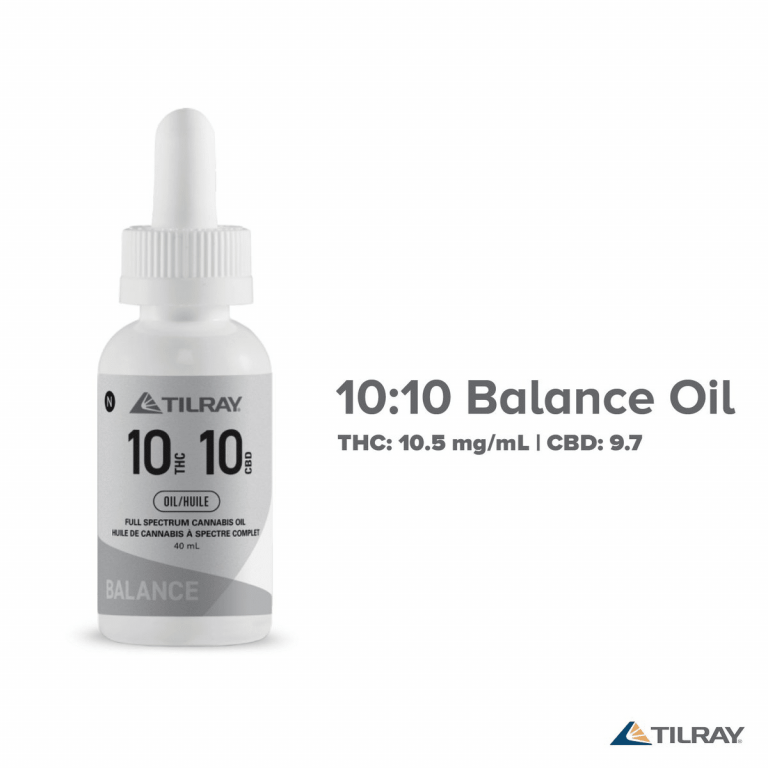 N
TILRAY
10 THC 10 CBD
OIL/HUILE
FULL SPECTRUM CANNABIS OIL
HUILE DE CANNABIS À SPECTRE COMPLET
40 mL
BALANCE
10:10 Balance Oil
THC: 10.5 mg/mL | CBD: 9.7
TILRAY